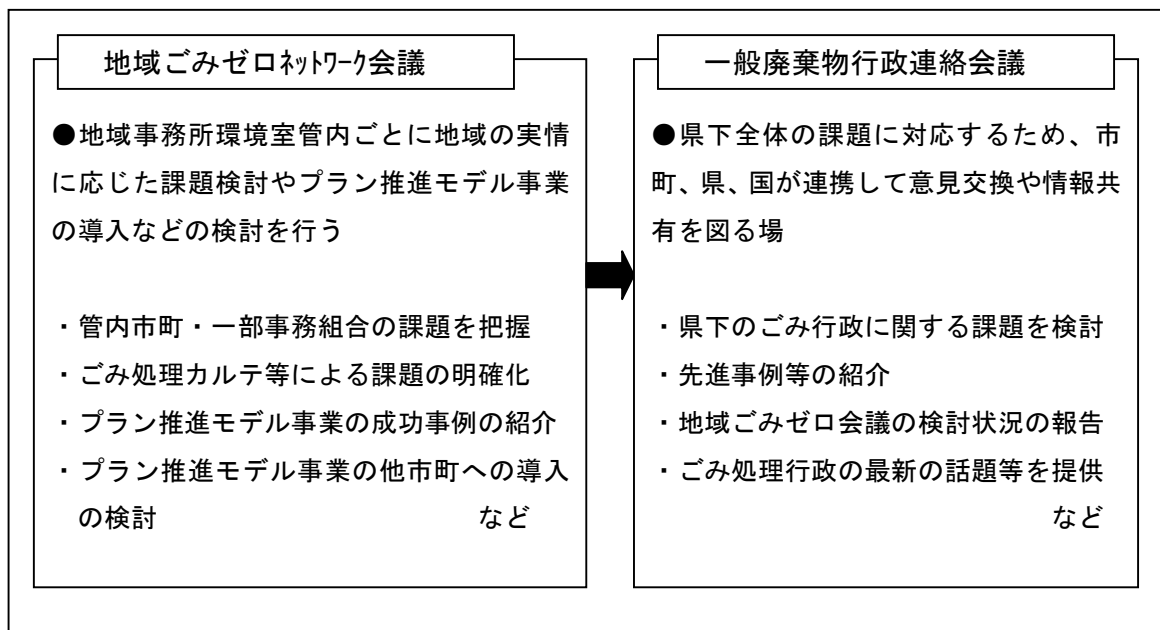 地域ごみゼロﾈｯﾄﾜｰｸ会議
●地域事務所環境室管内ごとに地域の実情
に応じた課題検討やプラン推進モデル事業
の導入などの検討を行う
・管内市町・一部事務組合の課題を把握
・ごみ処理カルテ等による課題の明確化
・プラン推進モデル事業の成功事例の紹介
・プラン推進モデル事業の他市町への導入
の検討 など
一般廃棄物行政連絡会議
●県下全体の課題に対応するため、市
町、県、国が連携して意見交換や情報共
有を図る場
・県下のごみ行政に関する課題を検討
・先進事例等の紹介
・地域ごみゼロ会議の検討状況の報告
・ごみ処理行政の最新の話題等を提供
など